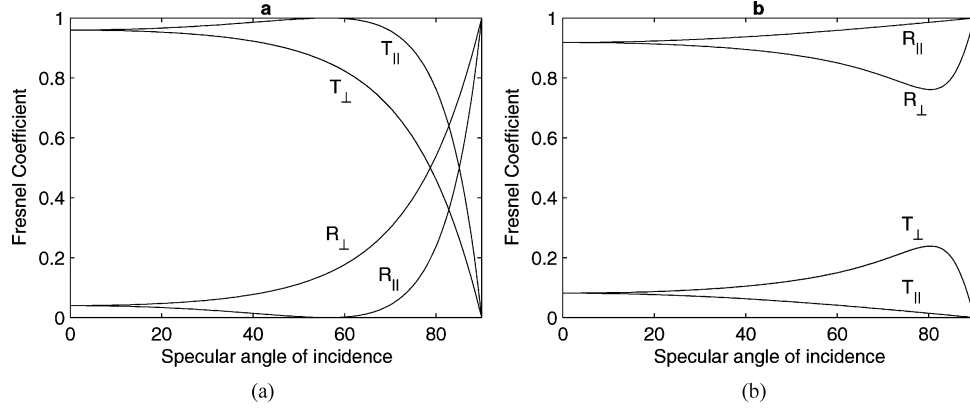 a
1
0.8
0.6
0.4
0.2
0
Fresnel Coefficient
T||
T⊥
R⊥
R||
0 20 40 60 80
Specular angle of incidence
(a)
b
1
0.8
0.6
0.4
0.2
0
Fresnel Coefficient
R||
R⊥
T⊥
T||
0 20 40 60 80
Specular angle of incidence
(b)